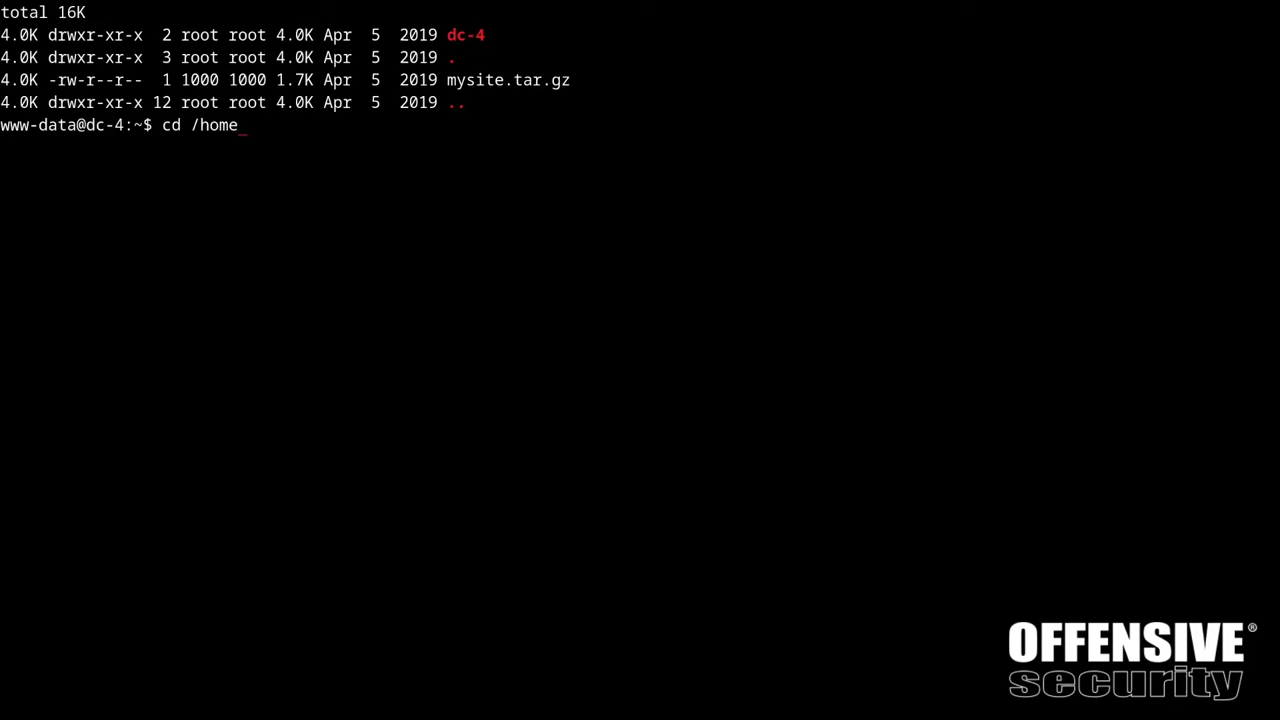 total 16K
4.0K drwxr-xr-x  2 root root 4.0K Apr  5  2019 dc-4
4.0K drwxr-xr-x  3 root root 4.0K Apr  5  2019 .
4.0K -rw-r--r--  1 1000 1000 1.7K Apr  5  2019 mysite.tar.gz
4.0K drwxr-xr-x 12 root root 4.0K Apr  5  2019 ..
www-data@dc-4:~$ cd /home_
OFFENSIVE®
security